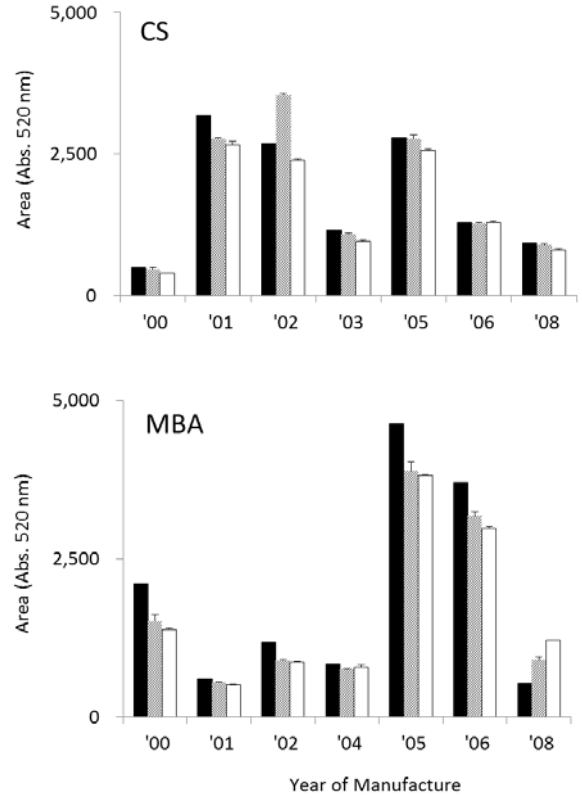 5,000
CS
Area (Abs. 520 nm)
2,500
0
'00 '01 '02 '03 '05 '06 '08
5,000
MBA
Area (Abs. 520 nm)
2,500
0
'00 '01 '02 '04 '05 '06 '08
Year of Manufacture